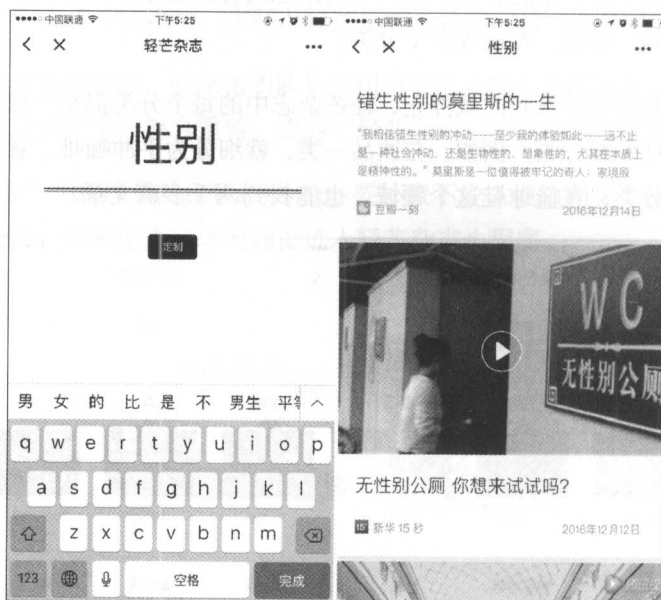 中国联通 下午5:25
轻芒杂志
性别
定制
男 女 的 比 是 不 男生 平等
q w e r t y u i o p
a s d f g h j k l
z x c v b n m
123 空格 完成
中国联通 下午5:25
性别
错生性别的莫里斯的一生
“我相信错生性别的冲动——至少我的体验如此——远不止
是一种社会冲动，还是生物性的、想象性的，尤其在本质上
是精神性的。”莫里斯是一位值得被牢记的奇人：家境殷
豆瓣一刻 2016年12月14日
WC
无性别公厕
无性别公厕 你想来试试吗？
15 新华 15 秒 2016年12月12日